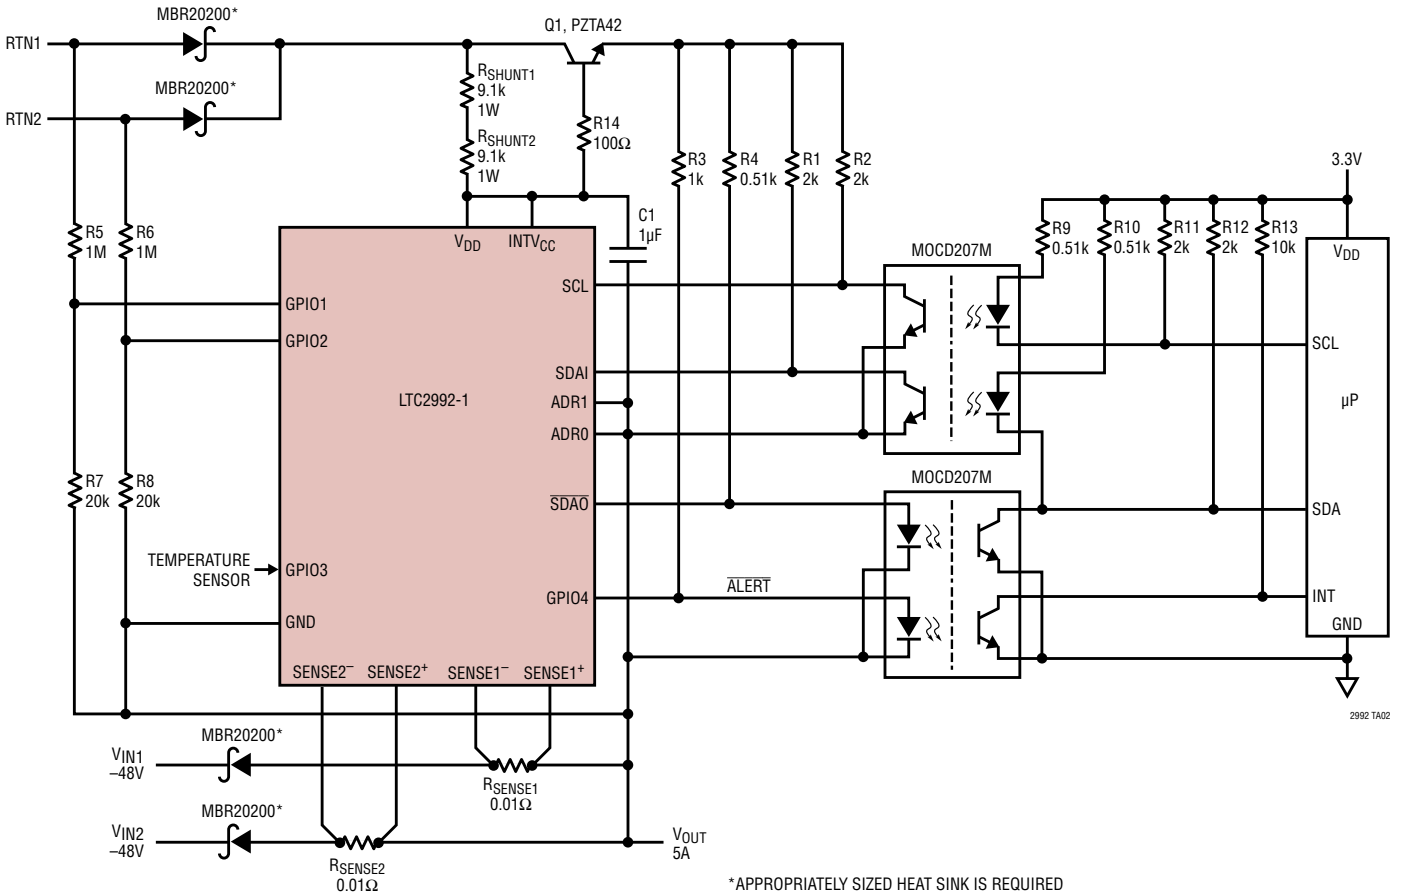 MBR20200*
Q1, PZTA42
RTN1
MBR20200*
RTN2
RSHUNT1
9.1k
1W
RSHUNT2
9.1k
1W
R14
100Ω
R3
1k
R4
0.51k
R1
2k
R2
2k
3.3V
R5
1M
R6
1M
C1
1µF
VDD
INTVCC
MOCD207M
R9
0.51k
R10
0.51k
R11
2k
R12
2k
R13
10k
VDD
SCL
GPIO1
GPIO2
SCL
SDAI
LTC2992-1
ADR1
ADR0
µP
R7
20k
R8
20k
MOCD207M
SDAO
SDA
TEMPERATURE
SENSOR
GPIO3
GPIO4
ALERT
INT
GND
GND
SENSE2–
SENSE2+
SENSE1–
SENSE1+
2992 TA02
MBR20200*
VIN1
–48V
RSENSE1
0.01Ω
MBR20200*
VIN2
–48V
VOUT
5A
RSENSE2
0.01Ω
*APPROPRIATELY SIZED HEAT SINK IS REQUIRED